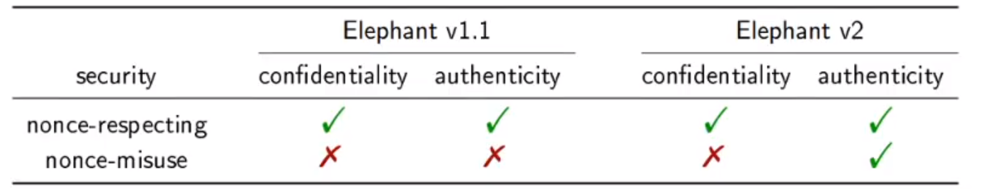 Elephant v1.1 Elephant v2
security confidentiality authenticity confidentiality authenticity
nonce-respecting ✓ ✓ ✓ ✓
nonce-misuse ✗ ✗ ✗ ✓